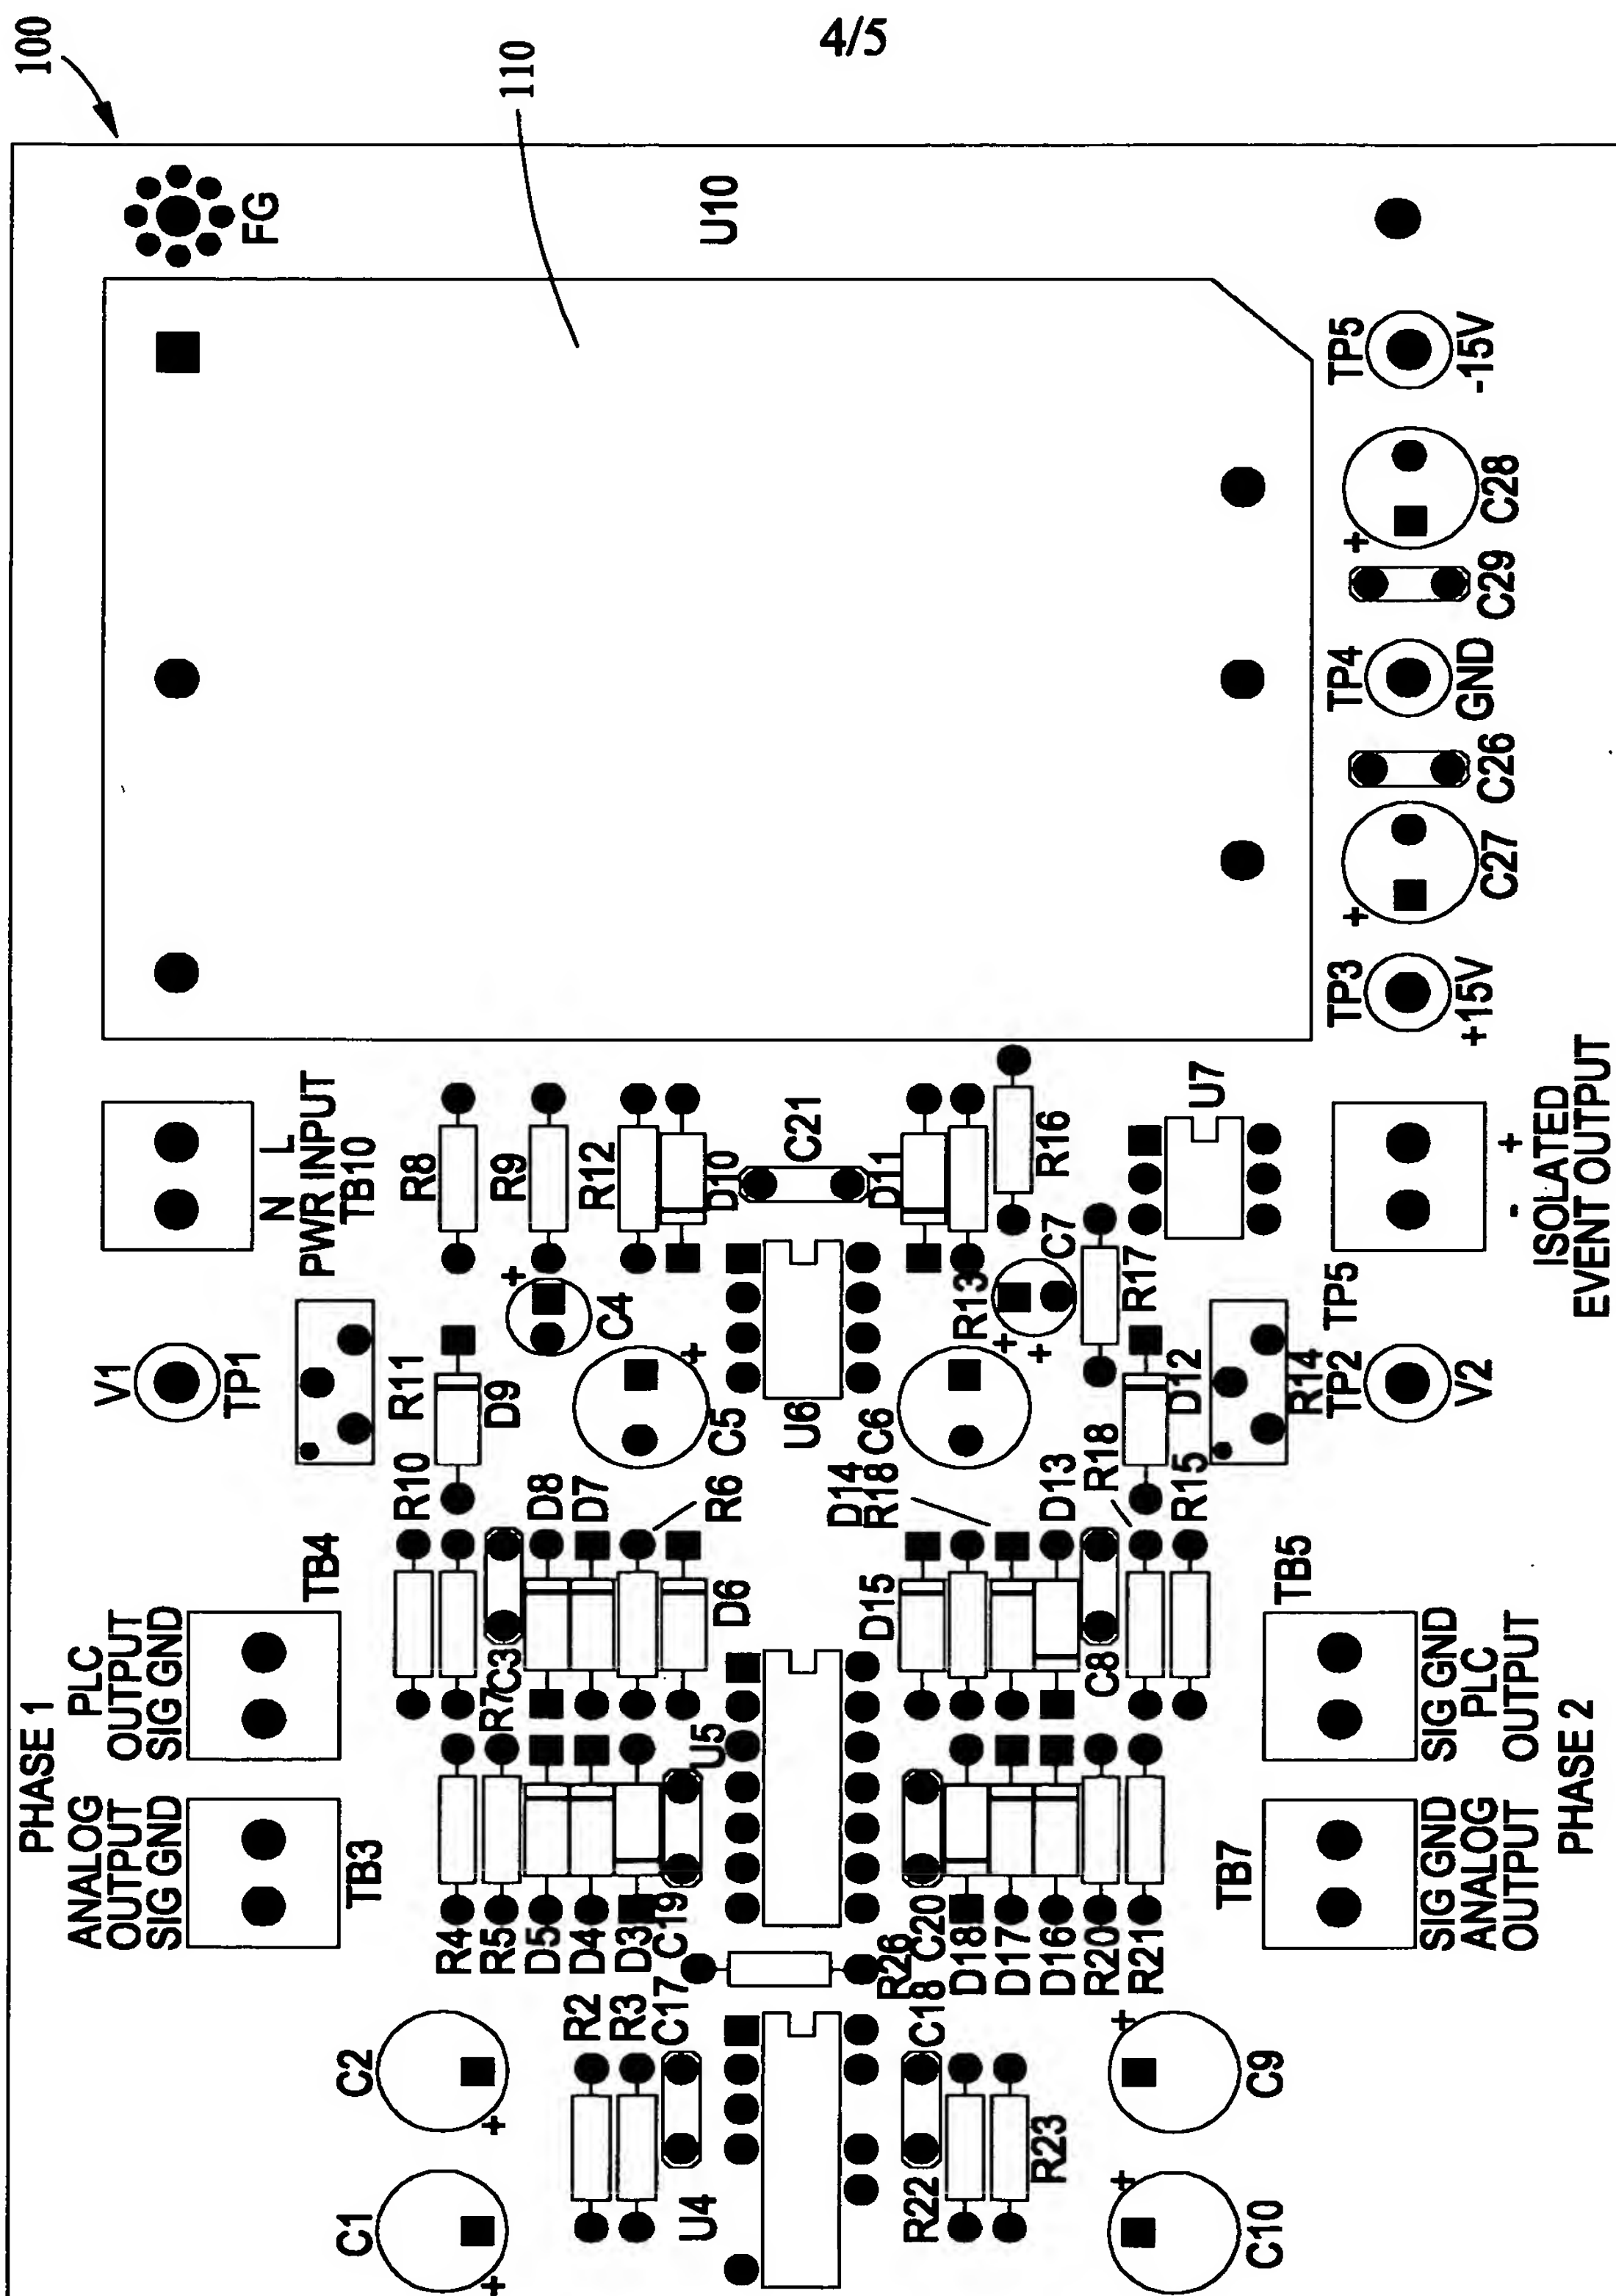 4/5
100
110
FG
U10
TP5
-15V
C28
C29
TP4
GND
C26
C27
TP3
+15V
+
+
N L
PWR INPUT
TB10
R8
R9
R12
D10
C21
D11
R16
U7
- +
ISOLATED
EVENT OUTPUT
V1
TP1
R11
D9
+
C4
+
C5
U6
C6
R13
+
+
C7
R17
D12
R14
TP5
TP2
V2
R10
D8
D7
R6
D14
R18
D13
R18
R15
PHASE 1
PLC
OUTPUT
SIG GND
TB4
R7
C3
D6
D15
C8
TB5
SIG GND
PLC
OUTPUT
PHASE 2
ANALOG
OUTPUT
SIG GND
TB3
R4
R5
D5
D4
D3
C19
U5
R26
C20
D18
D17
D16
R20
R21
TB7
SIG GND
ANALOG
OUTPUT
C2
+
R2
R3
C17
C18
R23
+
C9
C1
+
U4
R22
+
C10